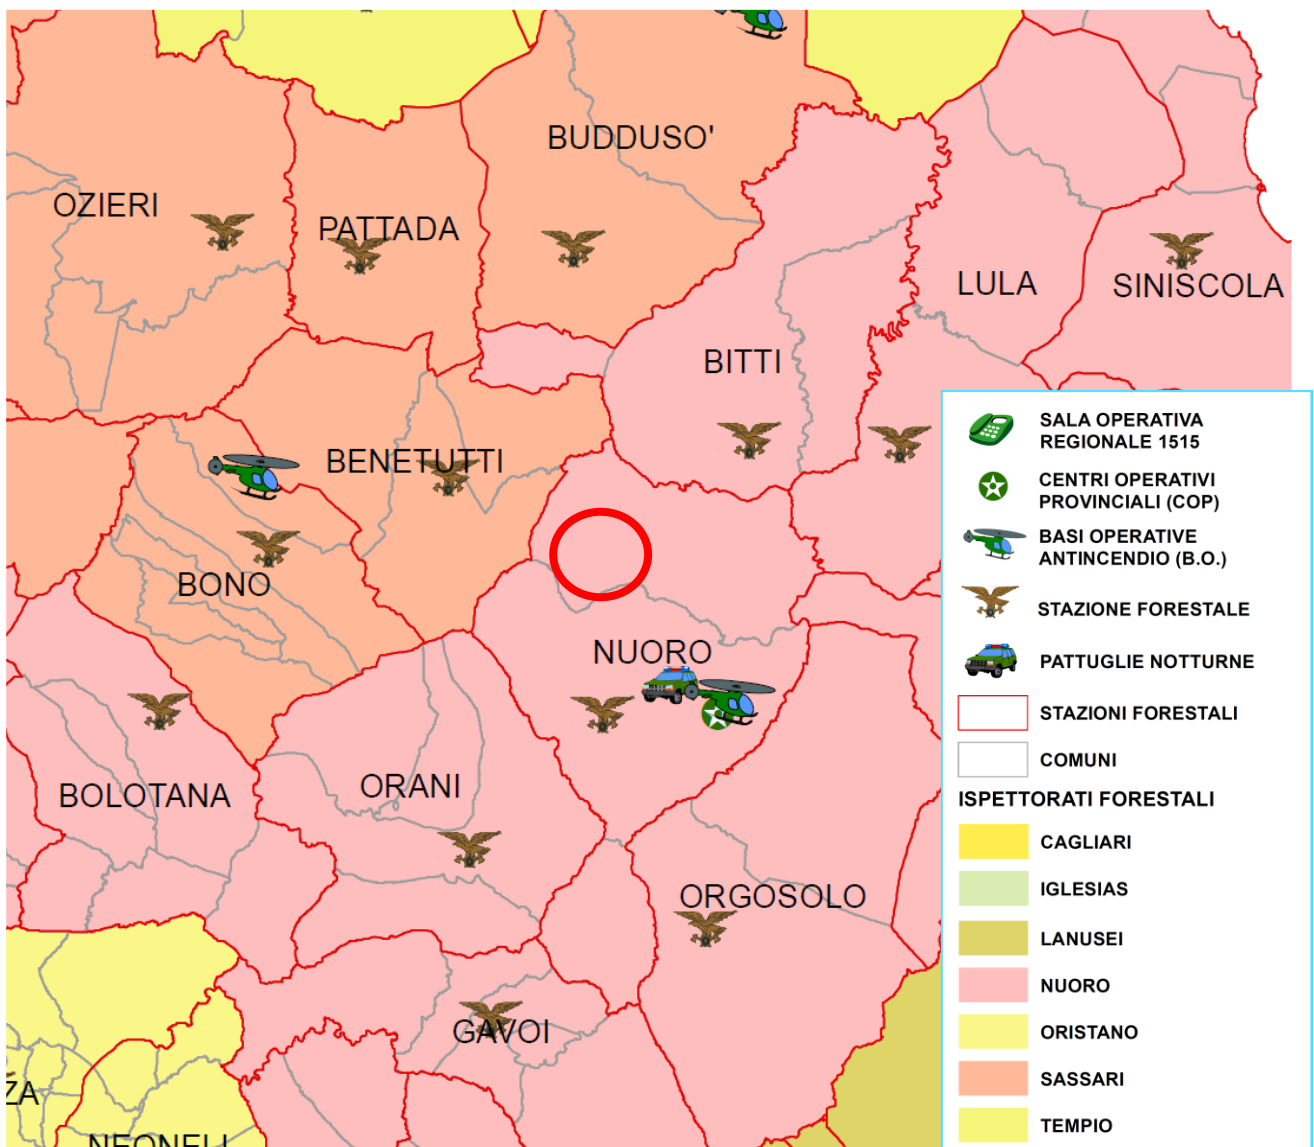 BUDDUSO'
OZIERI
PATTADA
LULA
SINISCOLA
BITTI
BENETUTTI
BONO
NUORO
BOLOTANA
ORANI
ORGOSOLO
GAVOI
ZA
NEONELI
SALA OPERATIVA
REGIONALE 1515
CENTRI OPERATIVI
PROVINCIALI (COP)
BASI OPERATIVE
ANTINCENDIO (B.O.)
STAZIONE FORESTALE
PATTUGLIE NOTTURNE
STAZIONI FORESTALI
COMUNI
ISPETTORATI FORESTALI
CAGLIARI
IGLESIAS
LANUSEI
NUORO
ORISTANO
SASSARI
TEMPIO